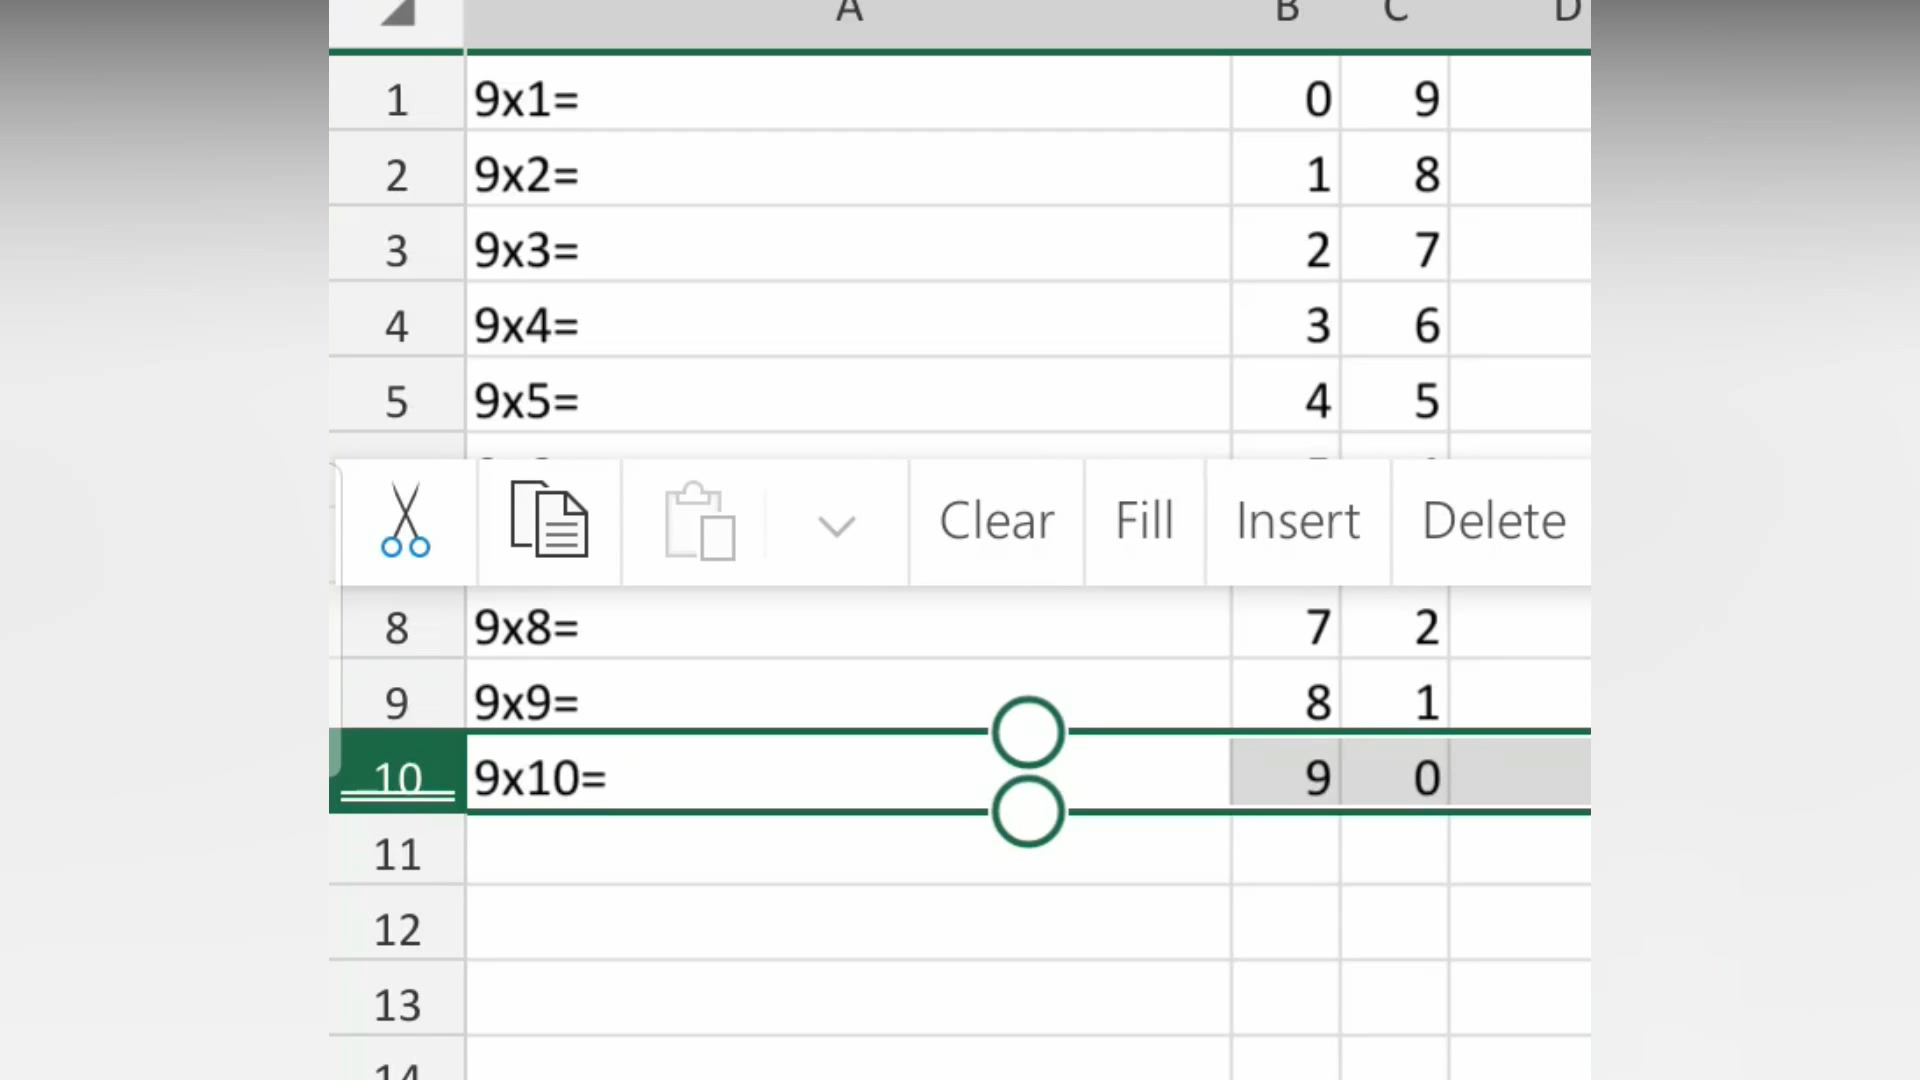 A B C D
1 9x1= 0 9
2 9x2= 1 8
3 9x3= 2 7
4 9x4= 3 6
5 9x5= 4 5
Clear Fill Insert Delete
8 9x8= 7 2
9 9x9= 8 1
10 9x10= 9 0
11
12
13
14